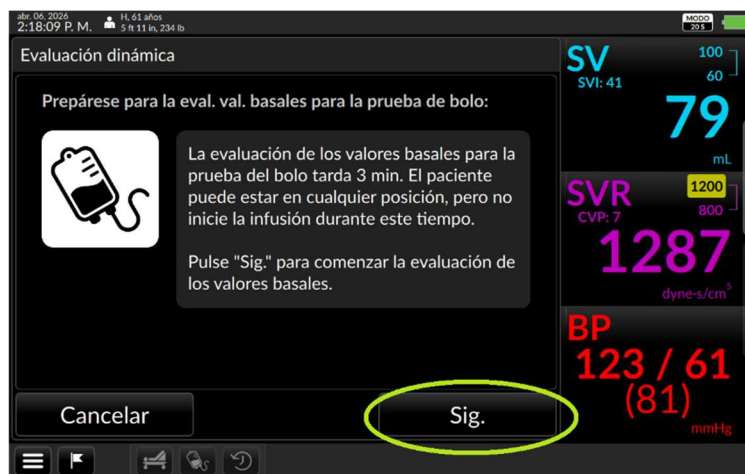 abr. 06, 2026
2:18:09 P. M.
H, 61 años
5 ft 11 in, 234 lb
MODO
20 S
Evaluación dinámica
Prepárese para la eval. val. basales para la prueba de bolo:
La evaluación de los valores basales para la
prueba del bolo tarda 3 min. El paciente
puede estar en cualquier posición, pero no
inicie la infusión durante este tiempo.
Pulse "Sig." para comenzar la evaluación de
los valores basales.
Cancelar
Sig.
SV
SVI: 41
100
60
79
mL
SVR
CVP: 7
1200
800
1287
dyne-s/cm⁵
BP
123 / 61
(81)
mmHg